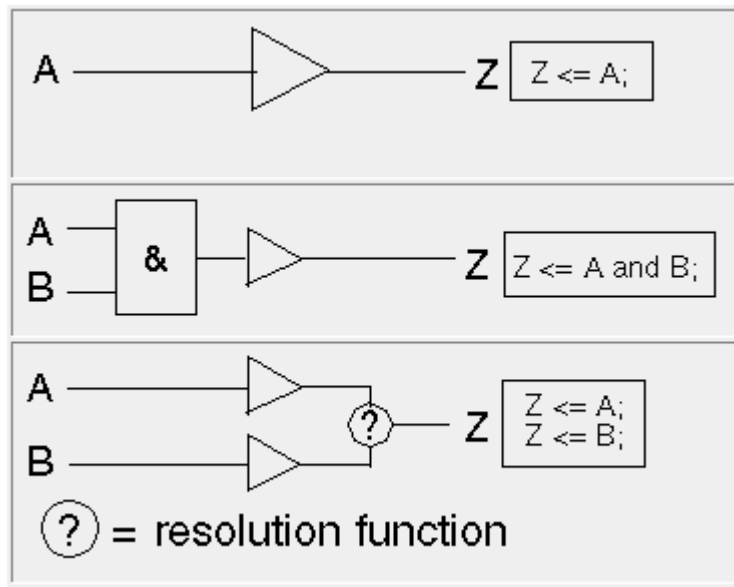 A Z Z <= A;
A
& Z Z <= A and B;
B
A
? Z Z <= A;
Z <= B;
B
? = resolution function